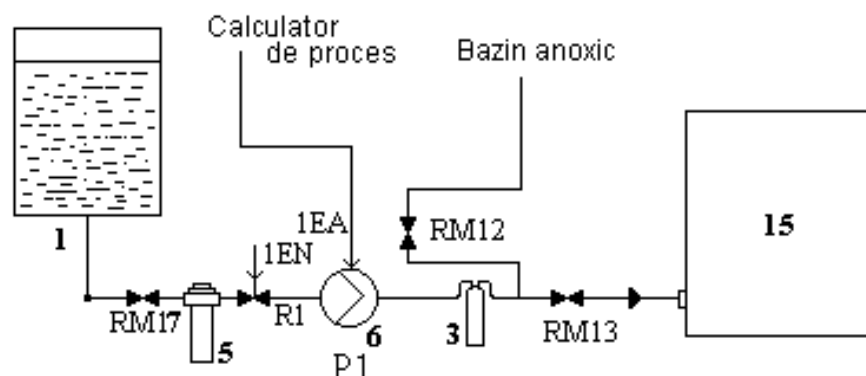 Calculator
de proces
Bazin anoxic
1
1EN
1EA
RM12
15
RM17
5
R1
6
P1
3
RM13